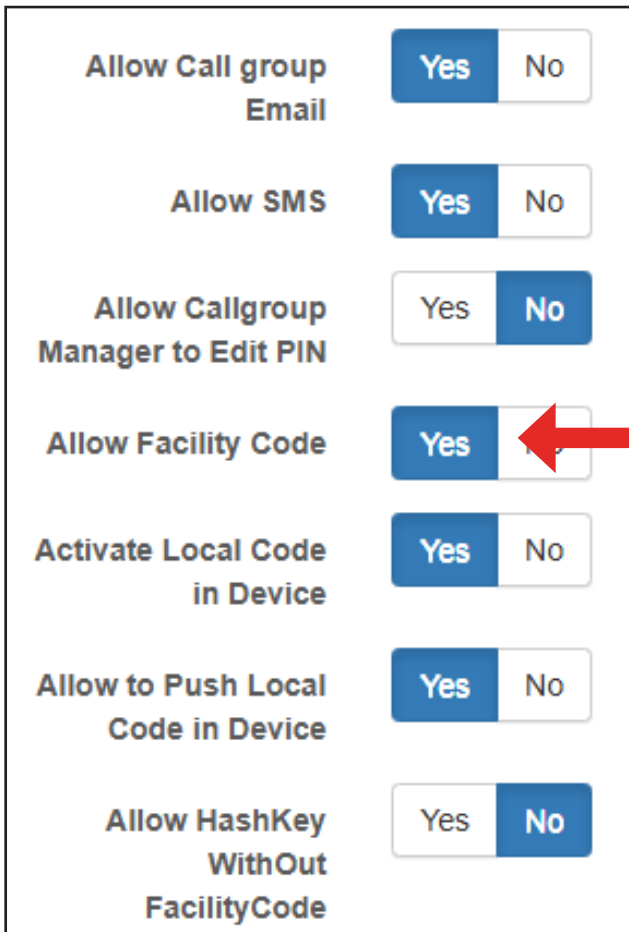 Allow Call group Yes No
Email
Allow SMS Yes No
Allow Callgroup Yes No
Manager to Edit PIN
Allow Facility Code Yes
Activate Local Code Yes No
in Device
Allow to Push Local Yes No
Code in Device
Allow HashKey Yes No
WithOut
FacilityCode